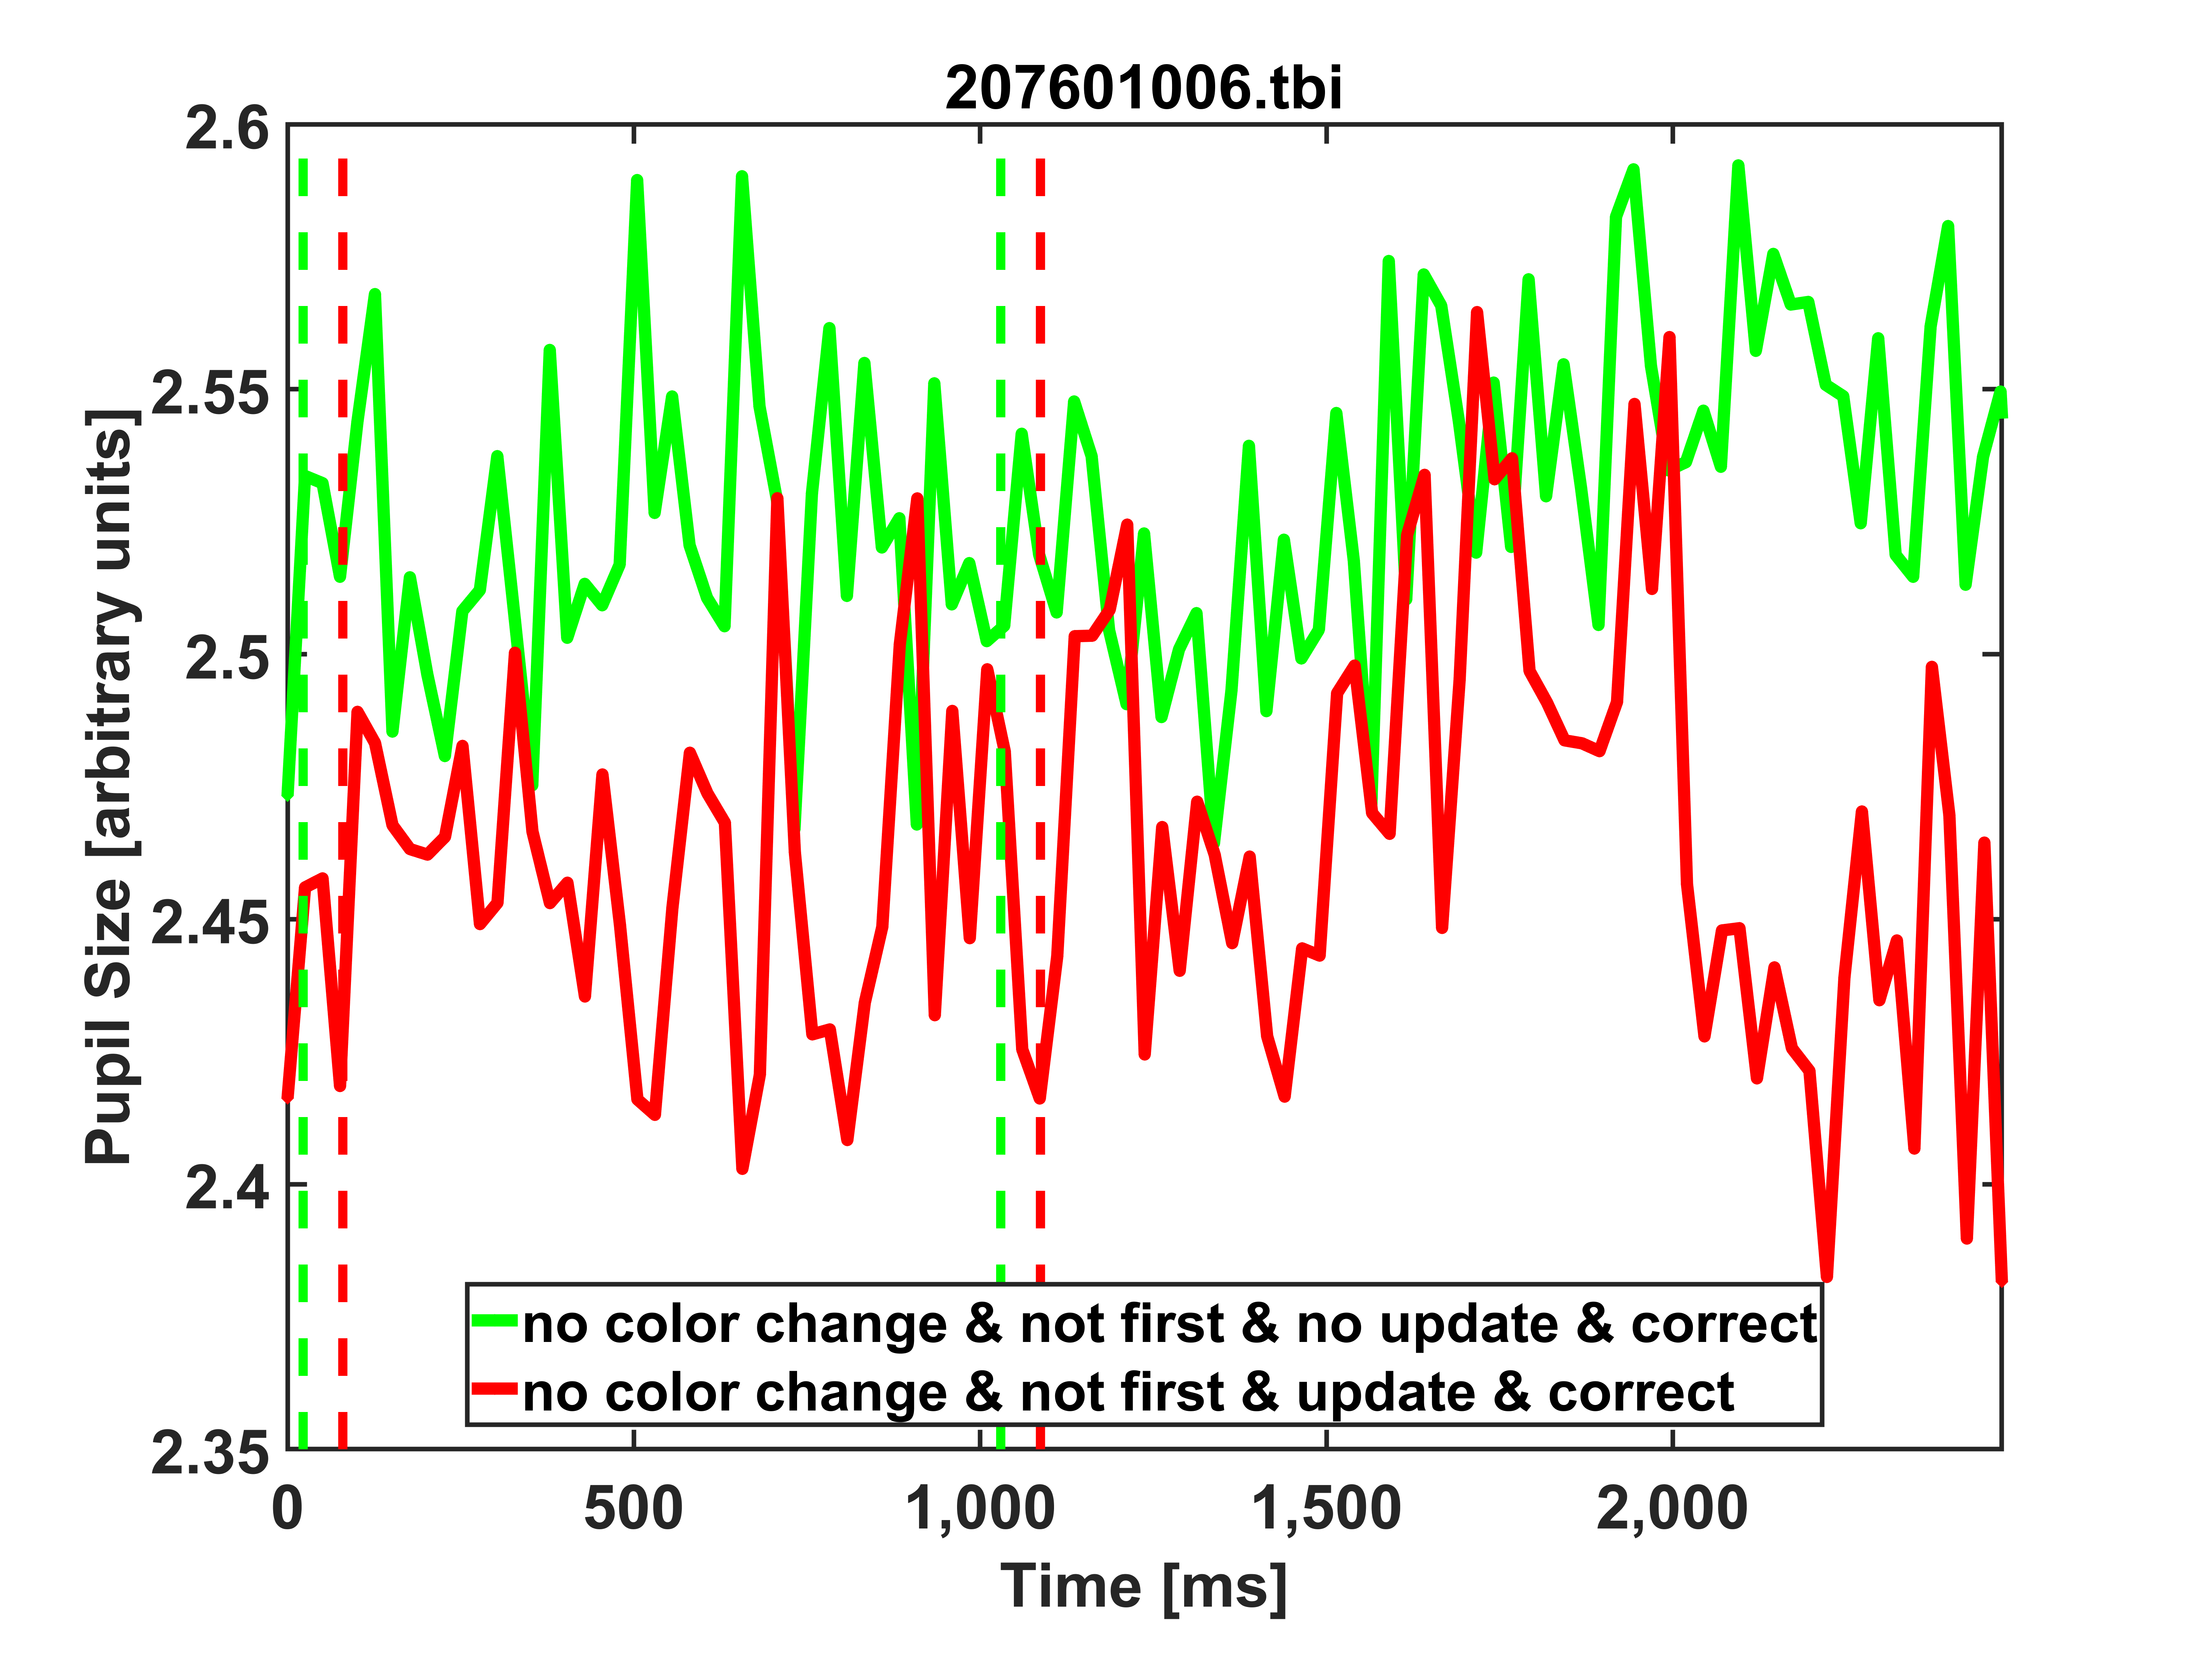 207601006.tbi
2.6
2.55
2.5
2.45
2.4
2.35
Pupil Size [arbitrary units]
no color change & not first & no update & correct
no color change & not first & update & correct
0 500 1,000 1,500 2,000
Time [ms]